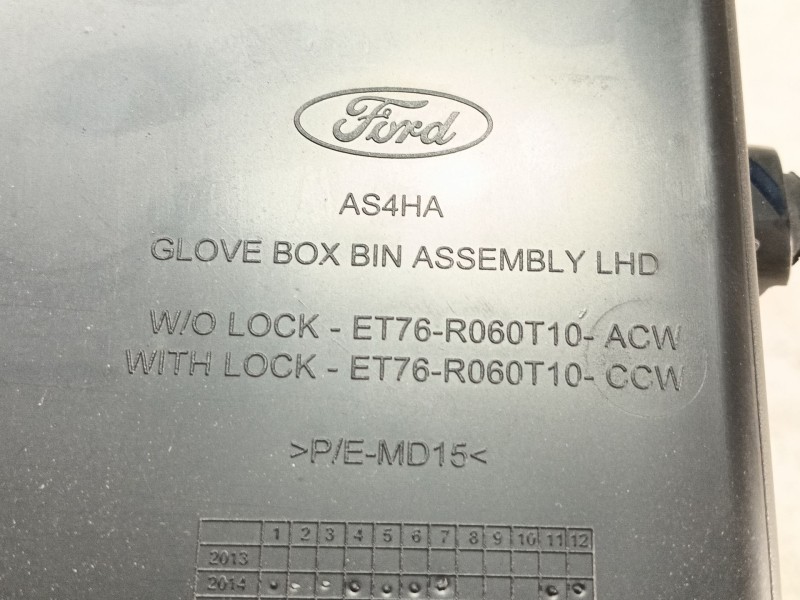 Ford
AS4HA
GLOVE BOX BIN ASSEMBLY LHD
W/O LOCK - ET76-R060T10- ACW
WITH LOCK - ET76-R060T10- CCW
>P/E-MD15<
1 2 3 4 5 6 7 8 9 10 11 12
2013
2014